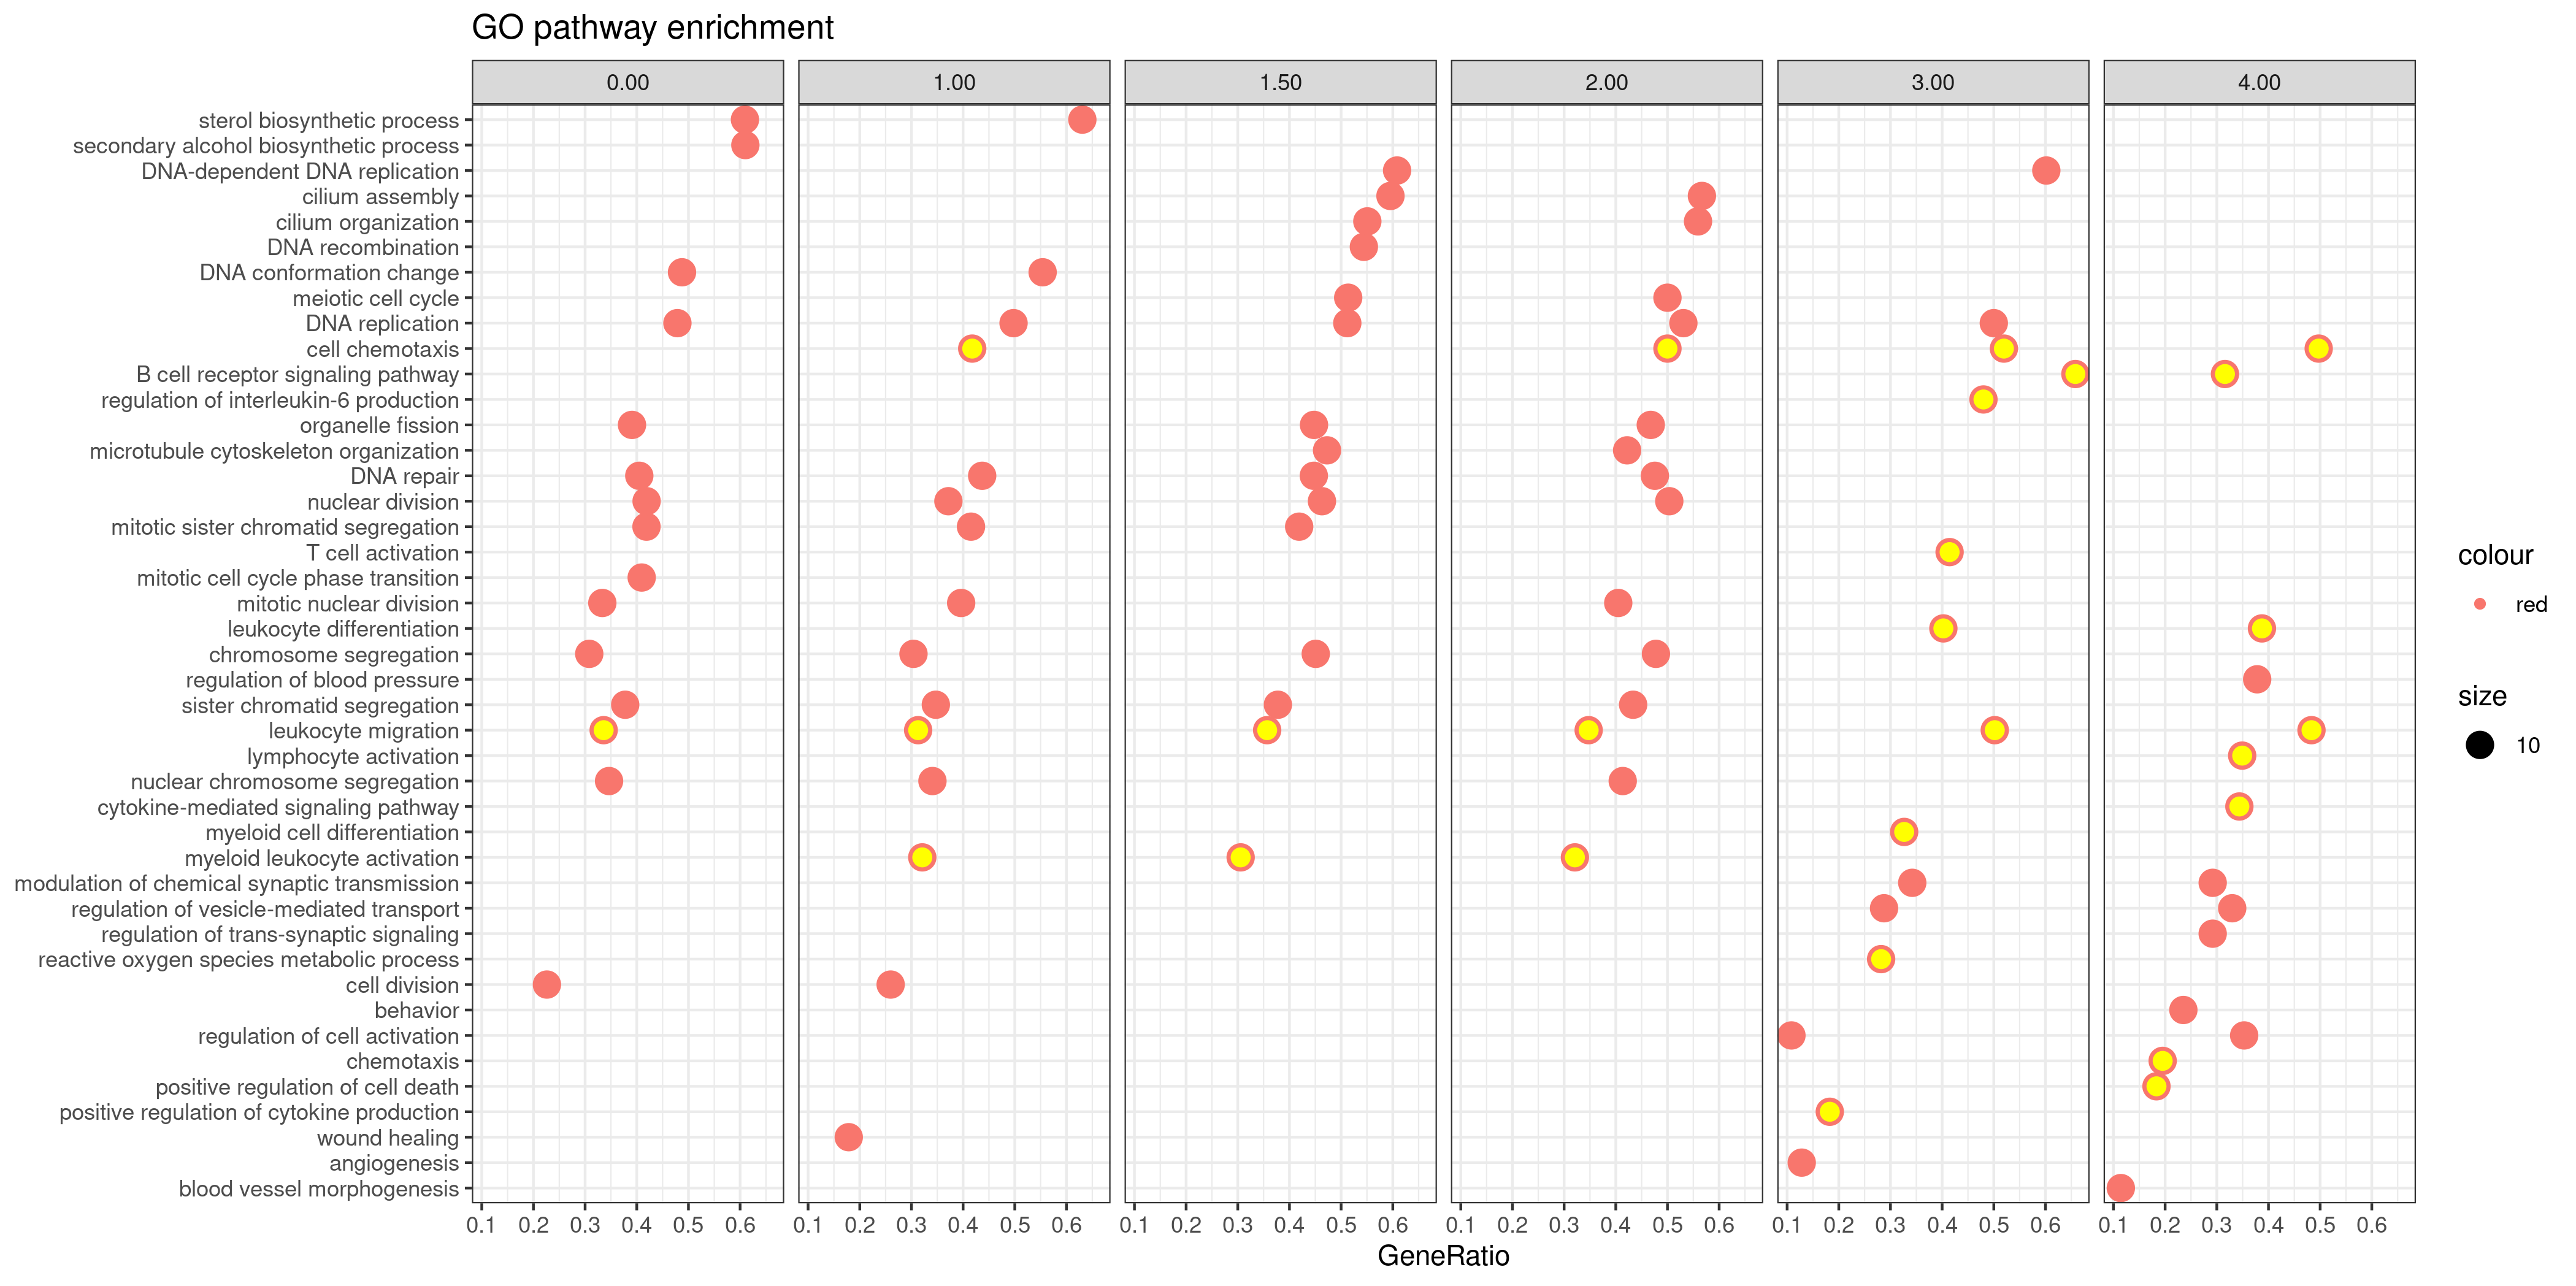 GO pathway enrichment
0.00 1.00 1.50 2.00 3.00 4.00
sterol biosynthetic process
secondary alcohol biosynthetic process
DNA-dependent DNA replication
cilium assembly
cilium organization
DNA recombination
DNA conformation change
meiotic cell cycle
DNA replication
cell chemotaxis
B cell receptor signaling pathway
regulation of interleukin-6 production
organelle fission
microtubule cytoskeleton organization
DNA repair
nuclear division
mitotic sister chromatid segregation
T cell activation
mitotic cell cycle phase transition
mitotic nuclear division
leukocyte differentiation
chromosome segregation
regulation of blood pressure
sister chromatid segregation
leukocyte migration
lymphocyte activation
nuclear chromosome segregation
cytokine-mediated signaling pathway
myeloid cell differentiation
myeloid leukocyte activation
modulation of chemical synaptic transmission
regulation of vesicle-mediated transport
regulation of trans-synaptic signaling
reactive oxygen species metabolic process
cell division
behavior
regulation of cell activation
chemotaxis
positive regulation of cell death
positive regulation of cytokine production
wound healing
angiogenesis
blood vessel morphogenesis
0.1 0.2 0.3 0.4 0.5 0.6 0.1 0.2 0.3 0.4 0.5 0.6 0.1 0.2 0.3 0.4 0.5 0.6 0.1 0.2 0.3 0.4 0.5 0.6 0.1 0.2 0.3 0.4 0.5 0.6 0.1 0.2 0.3 0.4 0.5 0.6
GeneRatio
colour
red
size
10